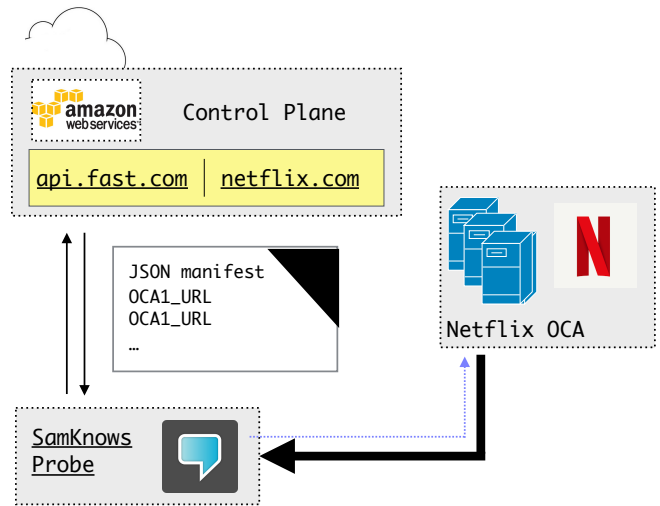 amazon
webservices
Control Plane
api.fast.com
netflix.com
JSON manifest
OCA1_URL
OCA1_URL
…
N
Netflix OCA
SamKnows
Probe